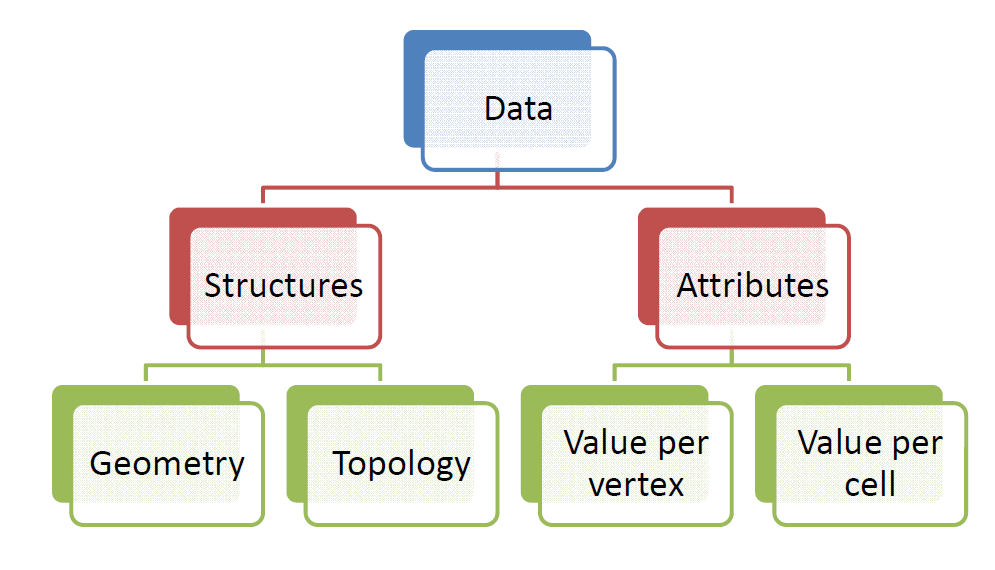 Data
Structures
Attributes
Geometry
Topology
Value per
vertex
Value per
cell